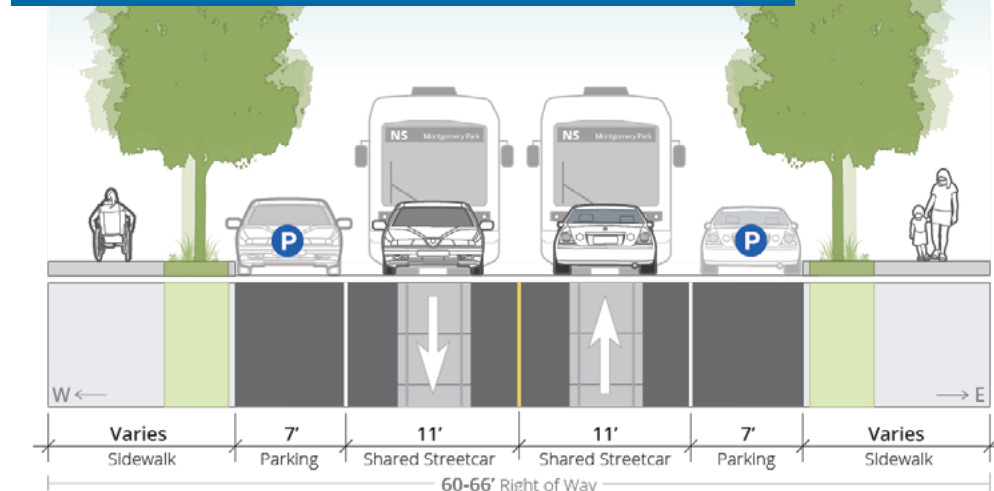 NS Montgomery Park
NS Montgomery Park
P
P
W
E
Varies 7’ 11’ 11’ 7’ Varies
Sidewalk Parking Shared Streetcar Shared Streetcar Parking Sidewalk
60-66’ Right of Way